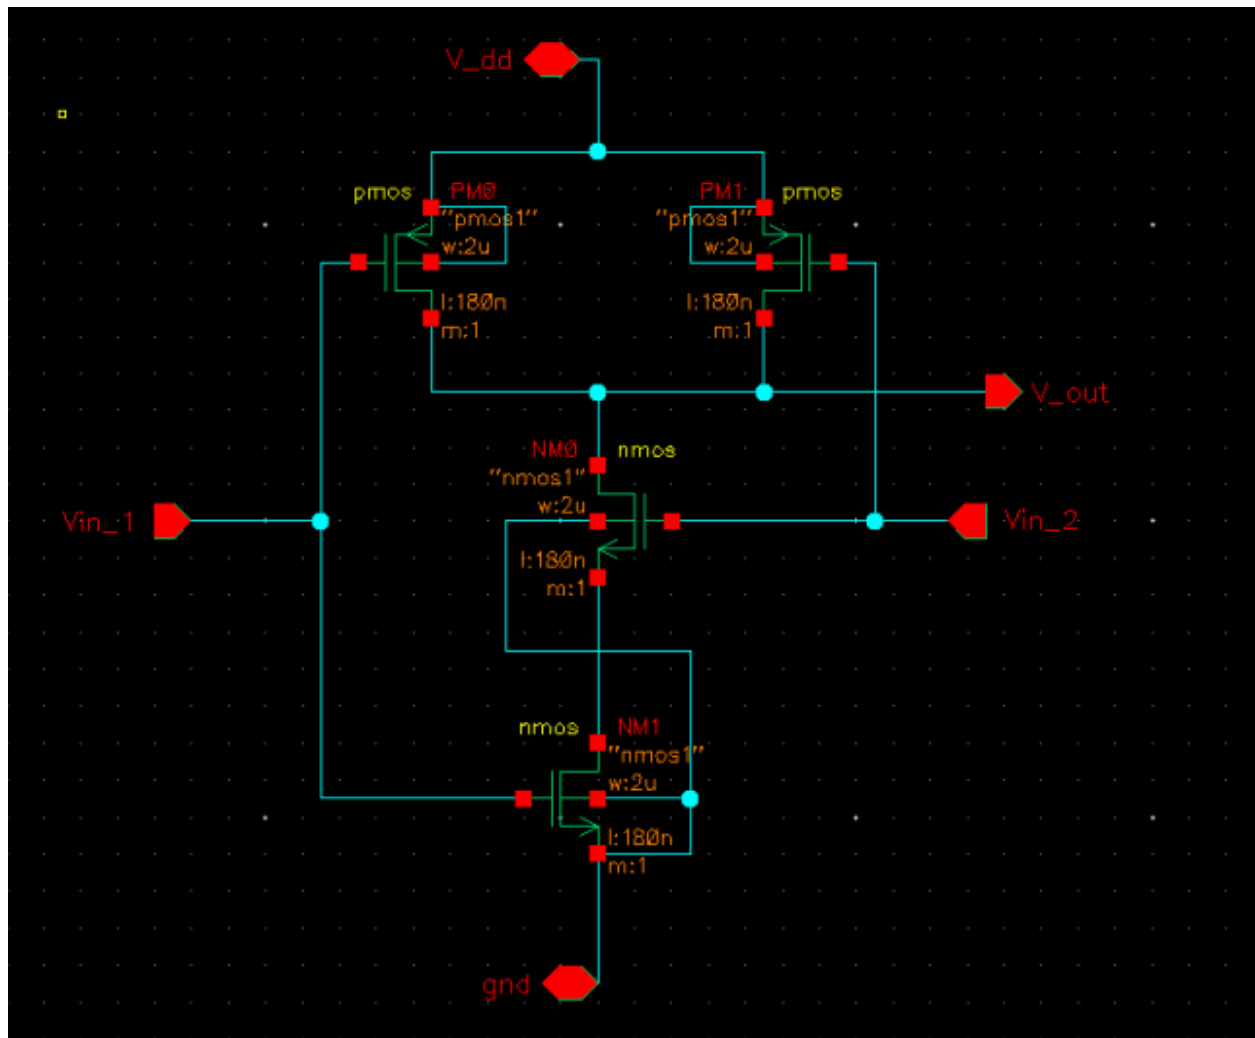 V_dd
pmos PM0
"pmos1"
w:2u
l:180n
m:1
PM1 pmos
"pmos1"
l:180n
m:1
V_out
NM0 nmos
"nmos1"
w:2u
l:180n
m:1
Vin_1
Vin_2
nmos NM1
"nmos1"
w:2u
l:180n
m:1
gnd